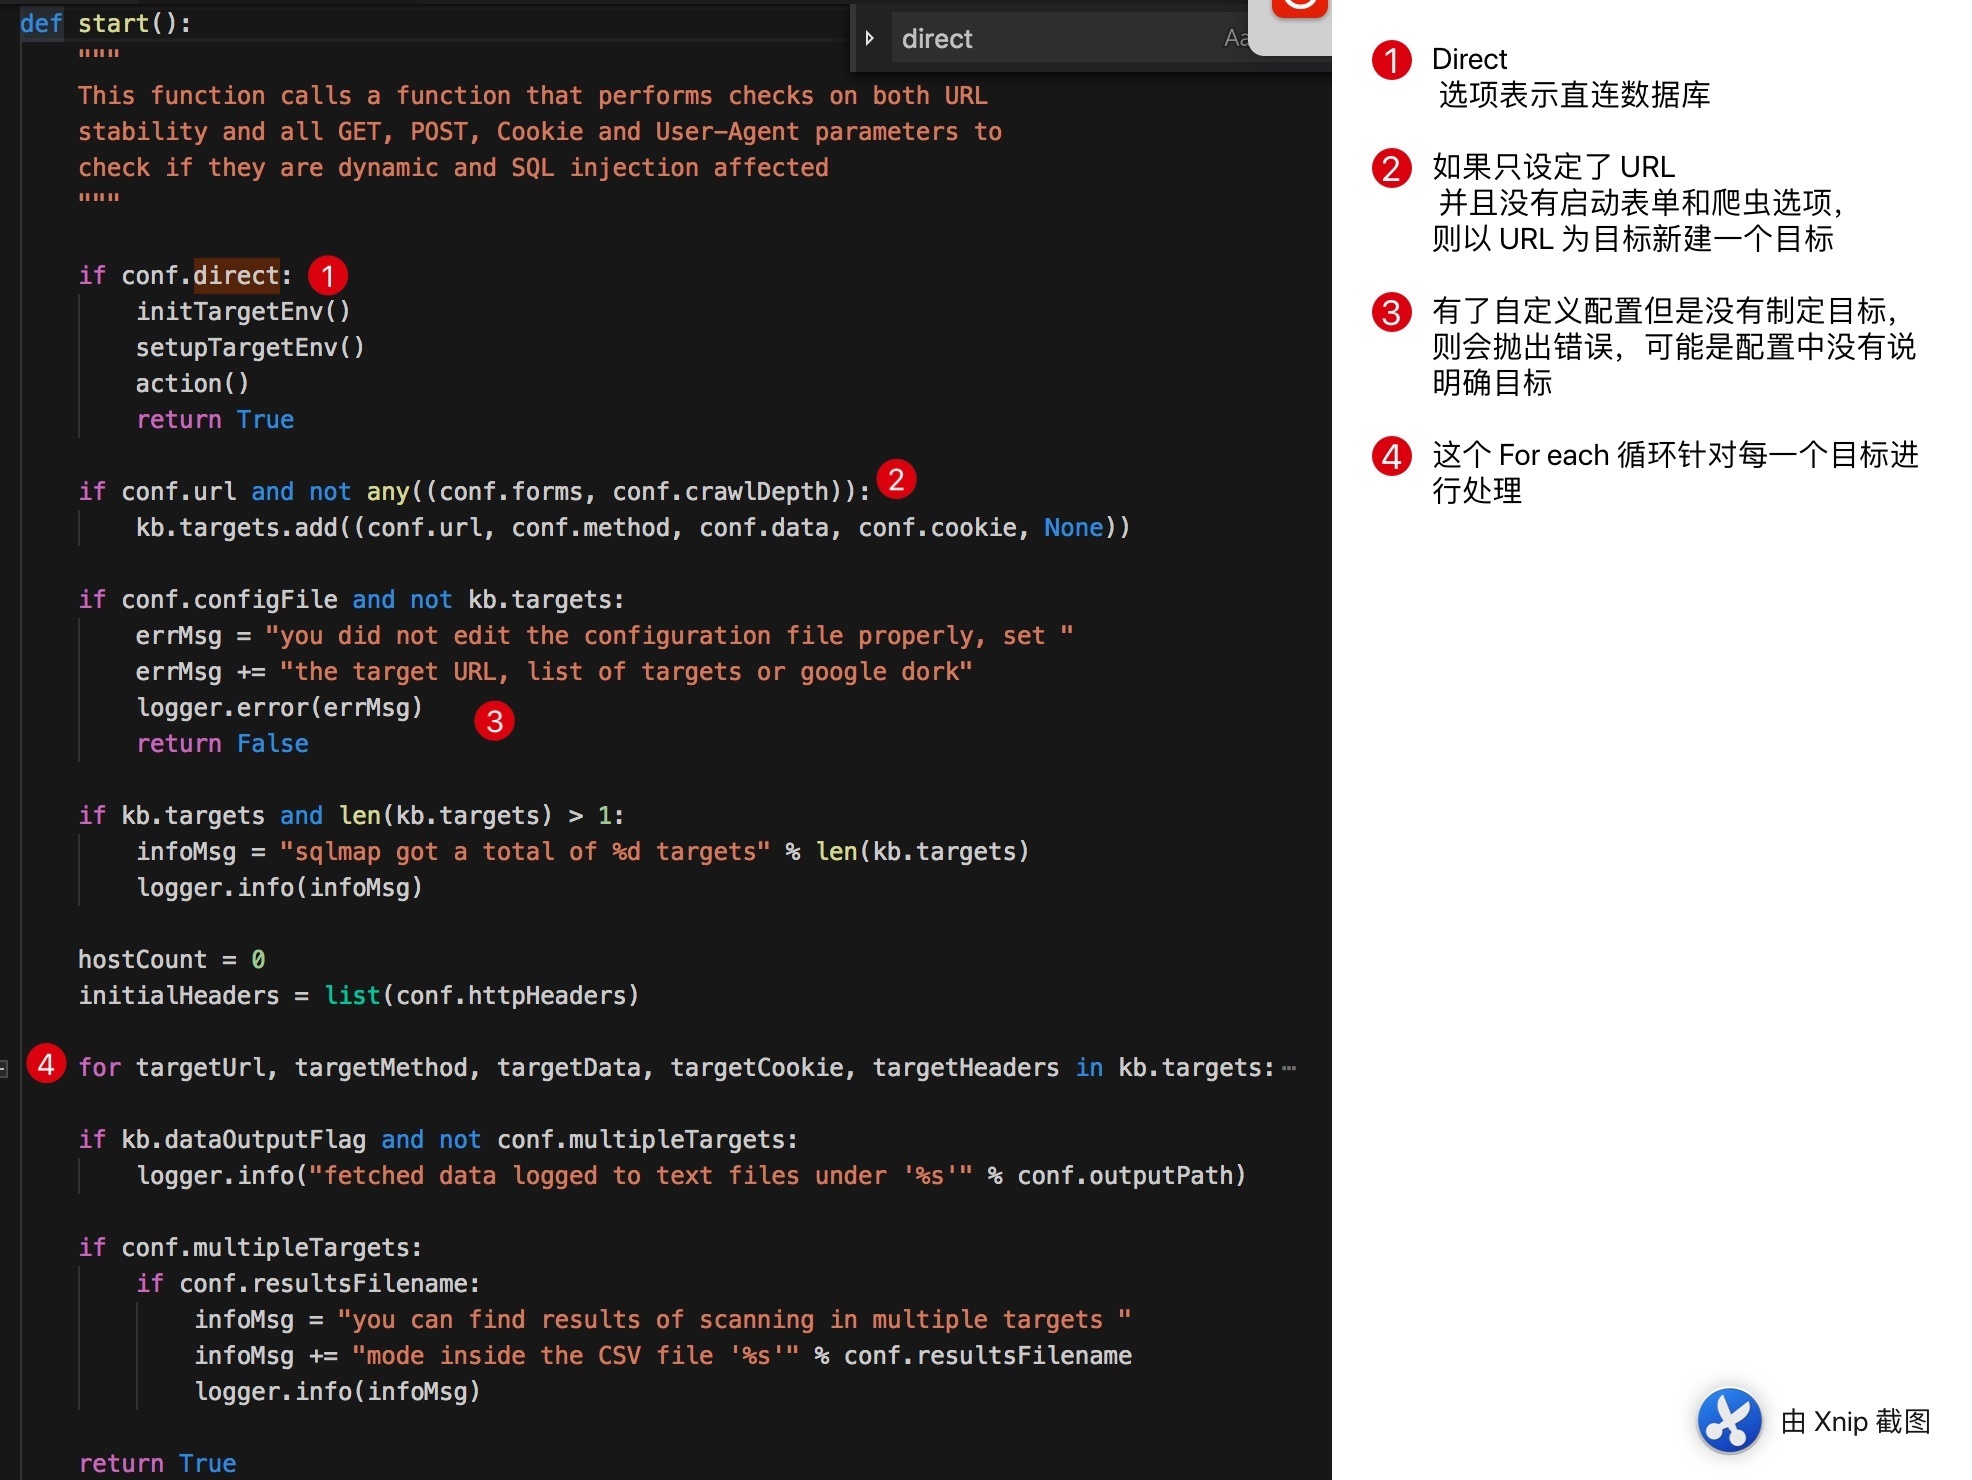 def start():
direct
Aa
"""
This function calls a function that performs checks on both URL
stability and all GET, POST, Cookie and User-Agent parameters to
check if they are dynamic and SQL injection affected
"""
if conf.direct: 1
initTargetEnv()
setupTargetEnv()
action()
return True
if conf.url and not any((conf.forms, conf.crawlDepth)): 2
kb.targets.add((conf.url, conf.method, conf.data, conf.cookie, None))
if conf.configFile and not kb.targets:
errMsg = "you did not edit the configuration file properly, set "
errMsg += "the target URL, list of targets or google dork"
logger.error(errMsg)
3
return False
if kb.targets and len(kb.targets) > 1:
infoMsg = "sqlmap got a total of %d targets" % len(kb.targets)
logger.info(infoMsg)
hostCount = 0
initialHeaders = list(conf.httpHeaders)
4 for targetUrl, targetMethod, targetData, targetCookie, targetHeaders in kb.targets:…
if kb.dataOutputFlag and not conf.multipleTargets:
logger.info("fetched data logged to text files under '%s'" % conf.outputPath)
if conf.multipleTargets:
if conf.resultsFilename:
infoMsg = "you can find results of scanning in multiple targets "
infoMsg += "mode inside the CSV file '%s'" % conf.resultsFilename
logger.info(infoMsg)
return True
1 Direct
选项表示直连数据库
2 如果只设定了 URL
并且没有启动表单和爬虫选项，
则以 URL 为目标新建一个目标
3 有了自定义配置但是没有制定目标，
则会抛出错误，可能是配置中没有说
明确目标
4 这个 For each 循环针对每一个目标进
行处理
由 Xnip 截图